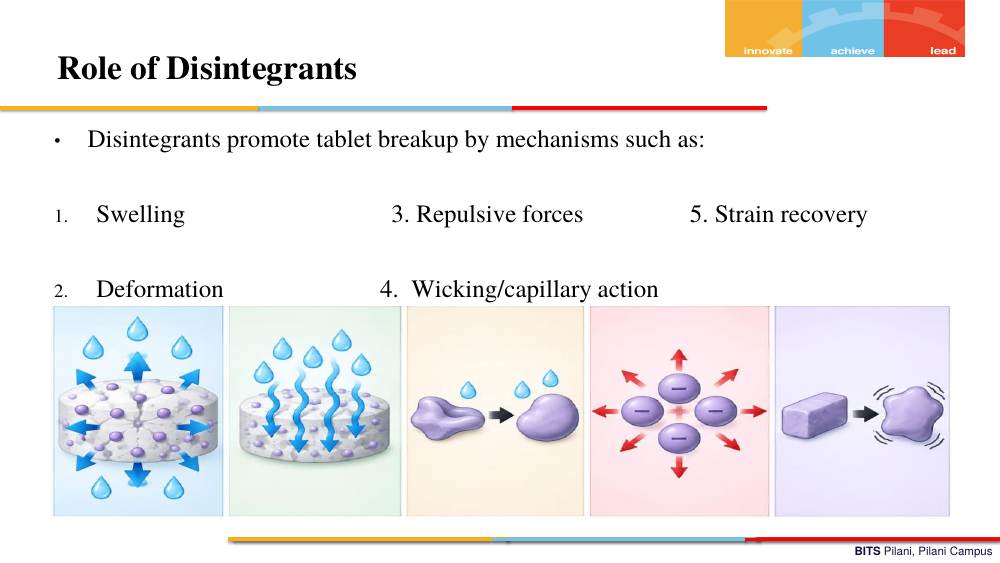 innovate achieve lead
Role of Disintegrants
• Disintegrants promote tablet breakup by mechanisms such as:
1. Swelling 3. Repulsive forces 5. Strain recovery
2. Deformation 4. Wicking/capillary action
− − − −
BITS Pilani, Pilani Campus